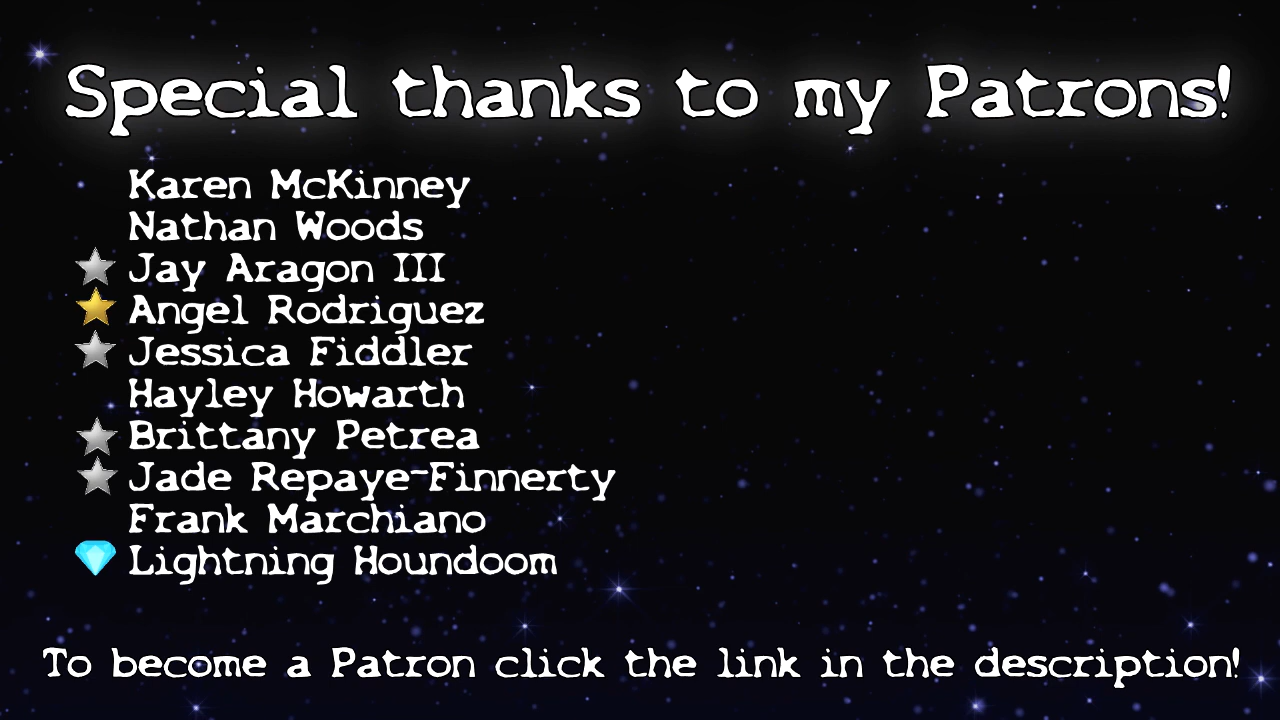 Special thanks to my Patrons!
Karen McKinney
Nathan Woods
Jay Aragon III
Angel Rodriguez
Jessica Fiddler
Hayley Howarth
Brittany Petrea
Jade Repaye-Finnerty
Frank Marchiano
Lightning Houndoom
To become a Patron click the link in the description!